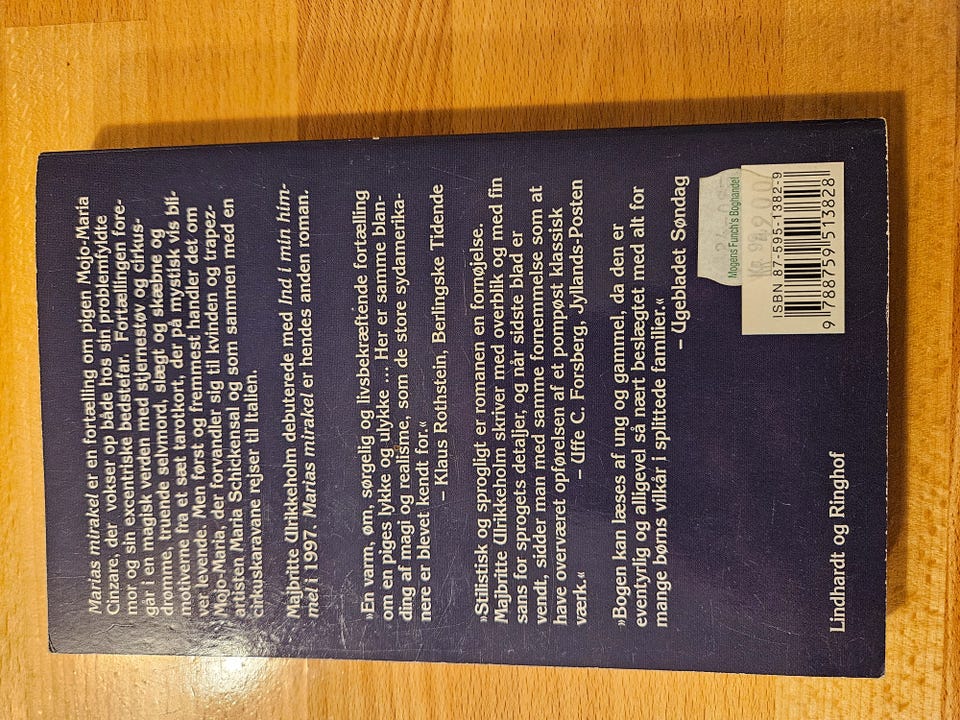 Marias mirakel er en fortælling om pigen Mojo-Maria
Cinzare, der vokser op både hos sin problemfyldte
mor og sin excentriske bedstefar. Fortællingen fore-
går i en magisk verden med stjernestøv og cirkus-
drømme, truende selvmord, slægt og skæbne og
motiverne fra et sæt tarotkort, der på mystisk vis bli-
ver levende. Men først og fremmest handler det om
Mojo-Maria, der forvandler sig til kvinden og trapez-
artisten Maria Schickensal og som sammen med en
cirkuskaravane rejser til Italien.
Majbritte Ulrikkeholm debuterede med Ind i min him-
mel i 1997. Marias mirakel er hendes anden roman.
»En varm, øm, sørgelig og livsbekræftende fortælling
om en piges lykke og ulykke ... Her er samme blan-
ding af magi og realisme, som de store sydamerika-
nere er blevet kendt for.«
– Klaus Rothstein, Berlingske Tidende
»Stilistisk og sprogligt er romanen en fornøjelse.
Majbritte Ulrikkeholm skriver med overblik og med fin
sans for sprogets detaljer, og når sidste blad er
vendt, sidder man med samme fornemmelse som at
have overværet opførelsen af et pompøst klassisk
værk.«
– Uffe C. Forsberg, Jyllands-Posten
»Bogen kan læses af ung og gammel, da den er
eventyrlig og alligevel så nært beslægtet med alt for
mange børns vilkår i splittede familier.«
– Ugebladet Søndag
Mogens Funch's Boghandel
ISBN 87-595-1382-9
9 788759 513828
Lindhardt og Ringhof